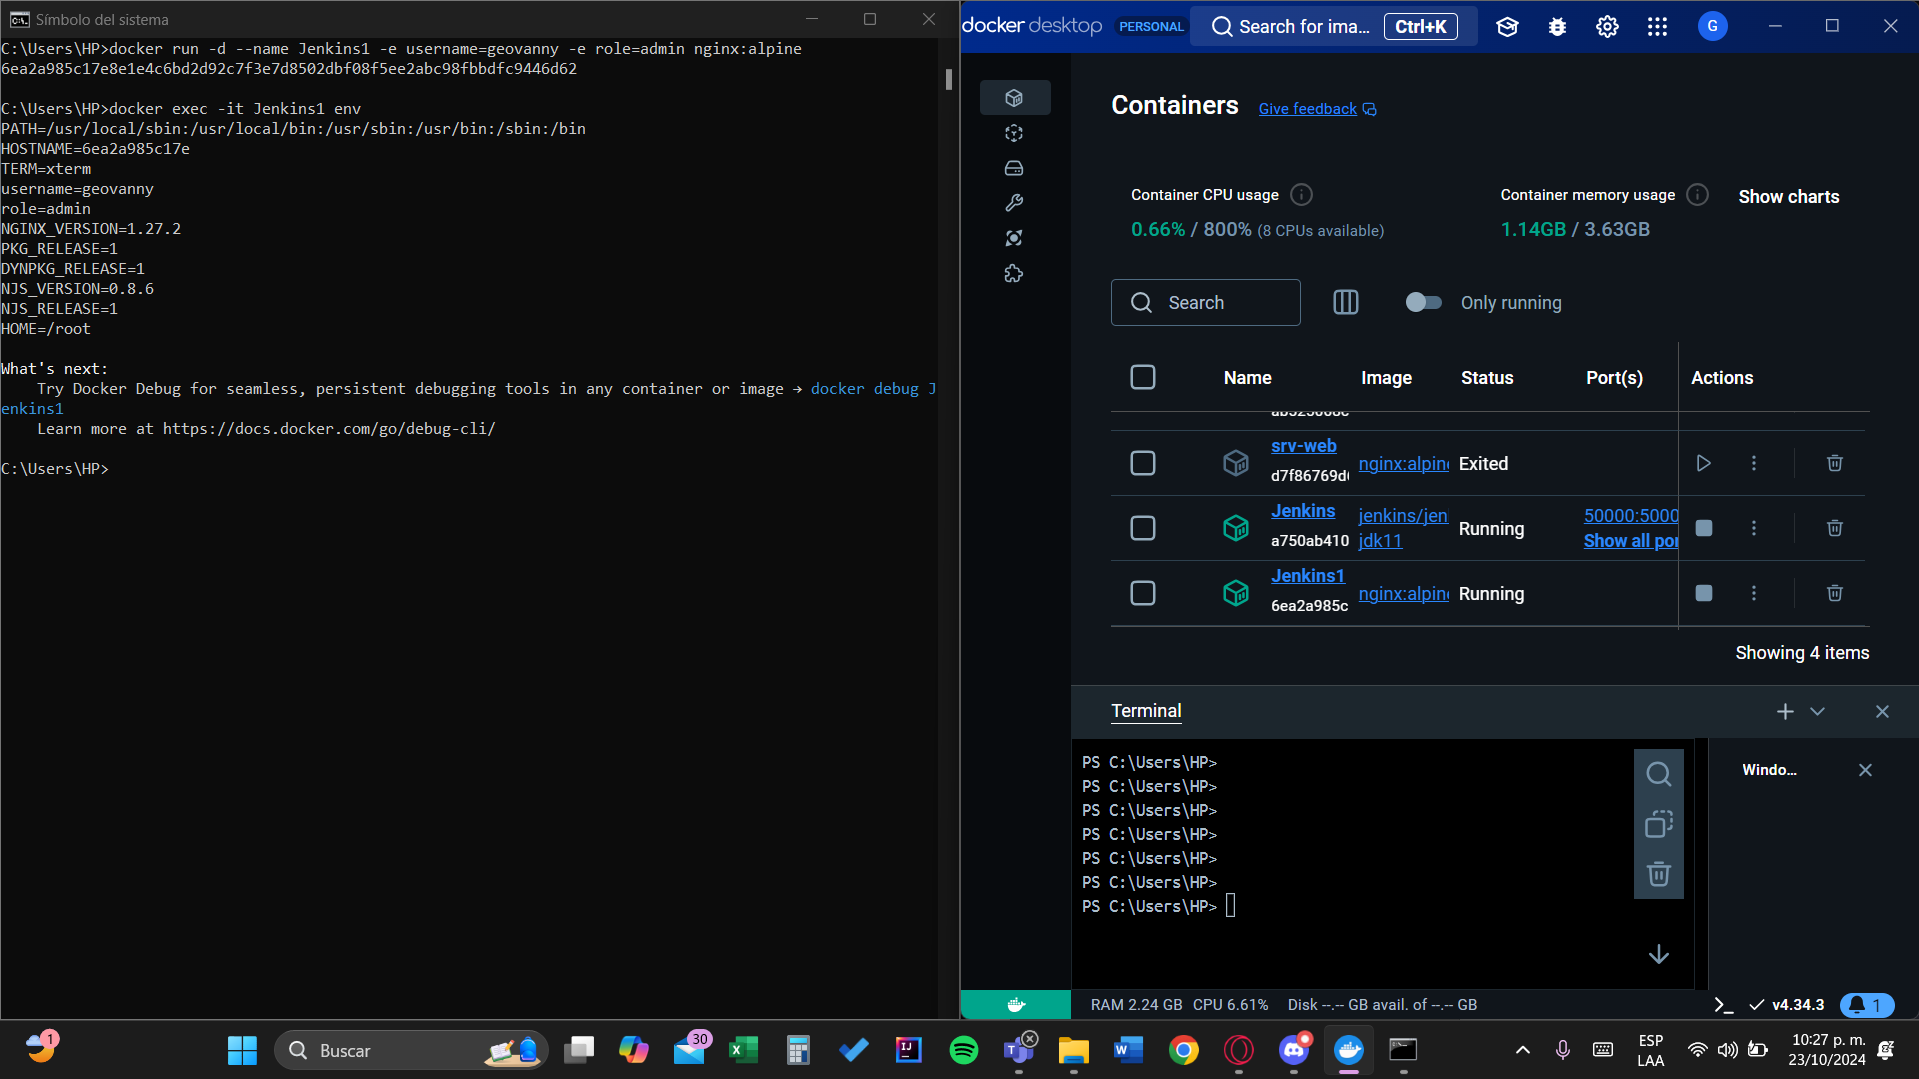 Símbolo del sistema
C:\Users\HP>docker run -d --name Jenkins1 -e username=geovanny -e role=admin nginx:alpine
6ea2a985c17e8e1e4c6bd2d92c7f3e7d8502dbf08f5ee2abc98fbbdfc9446d62
C:\Users\HP>docker exec -it Jenkins1 env
PATH=/usr/local/sbin:/usr/local/bin:/usr/sbin:/usr/bin:/sbin:/bin
HOSTNAME=6ea2a985c17e
TERM=xterm
username=geovanny
role=admin
NGINX_VERSION=1.27.2
PKG_RELEASE=1
DYNPKG_RELEASE=1
NJS_VERSION=0.8.6
NJS_RELEASE=1
HOME=/root
What's next:
Try Docker Debug for seamless, persistent debugging tools in any container or image → docker debug J
enkins1
Learn more at https://docs.docker.com/go/debug-cli/
C:\Users\HP>
docker desktop PERSONAL Search for ima... Ctrl+K G
Containers Give feedback
Container CPU usage
0.66% / 800% (8 CPUs available)
Container memory usage
1.14GB / 3.63GB
Show charts
Search Only running
Name Image Status Port(s) Actions
srv-web
d7f86769d
nginx:alpine
Exited
Jenkins
a750ab410
jenkins/jen
jdk11
Running
50000:5000
Show all por
Jenkins1
6ea2a985c
nginx:alpine
Running
Showing 4 items
Terminal
PS C:\Users\HP>
PS C:\Users\HP>
PS C:\Users\HP>
PS C:\Users\HP>
PS C:\Users\HP>
PS C:\Users\HP>
PS C:\Users\HP>
Windo...
RAM 2.24 GB CPU 6.61% Disk --.-- GB avail. of --.-- GB
v4.34.3
1
1
Buscar
30
ESP
LAA
10:27 p. m.
23/10/2024